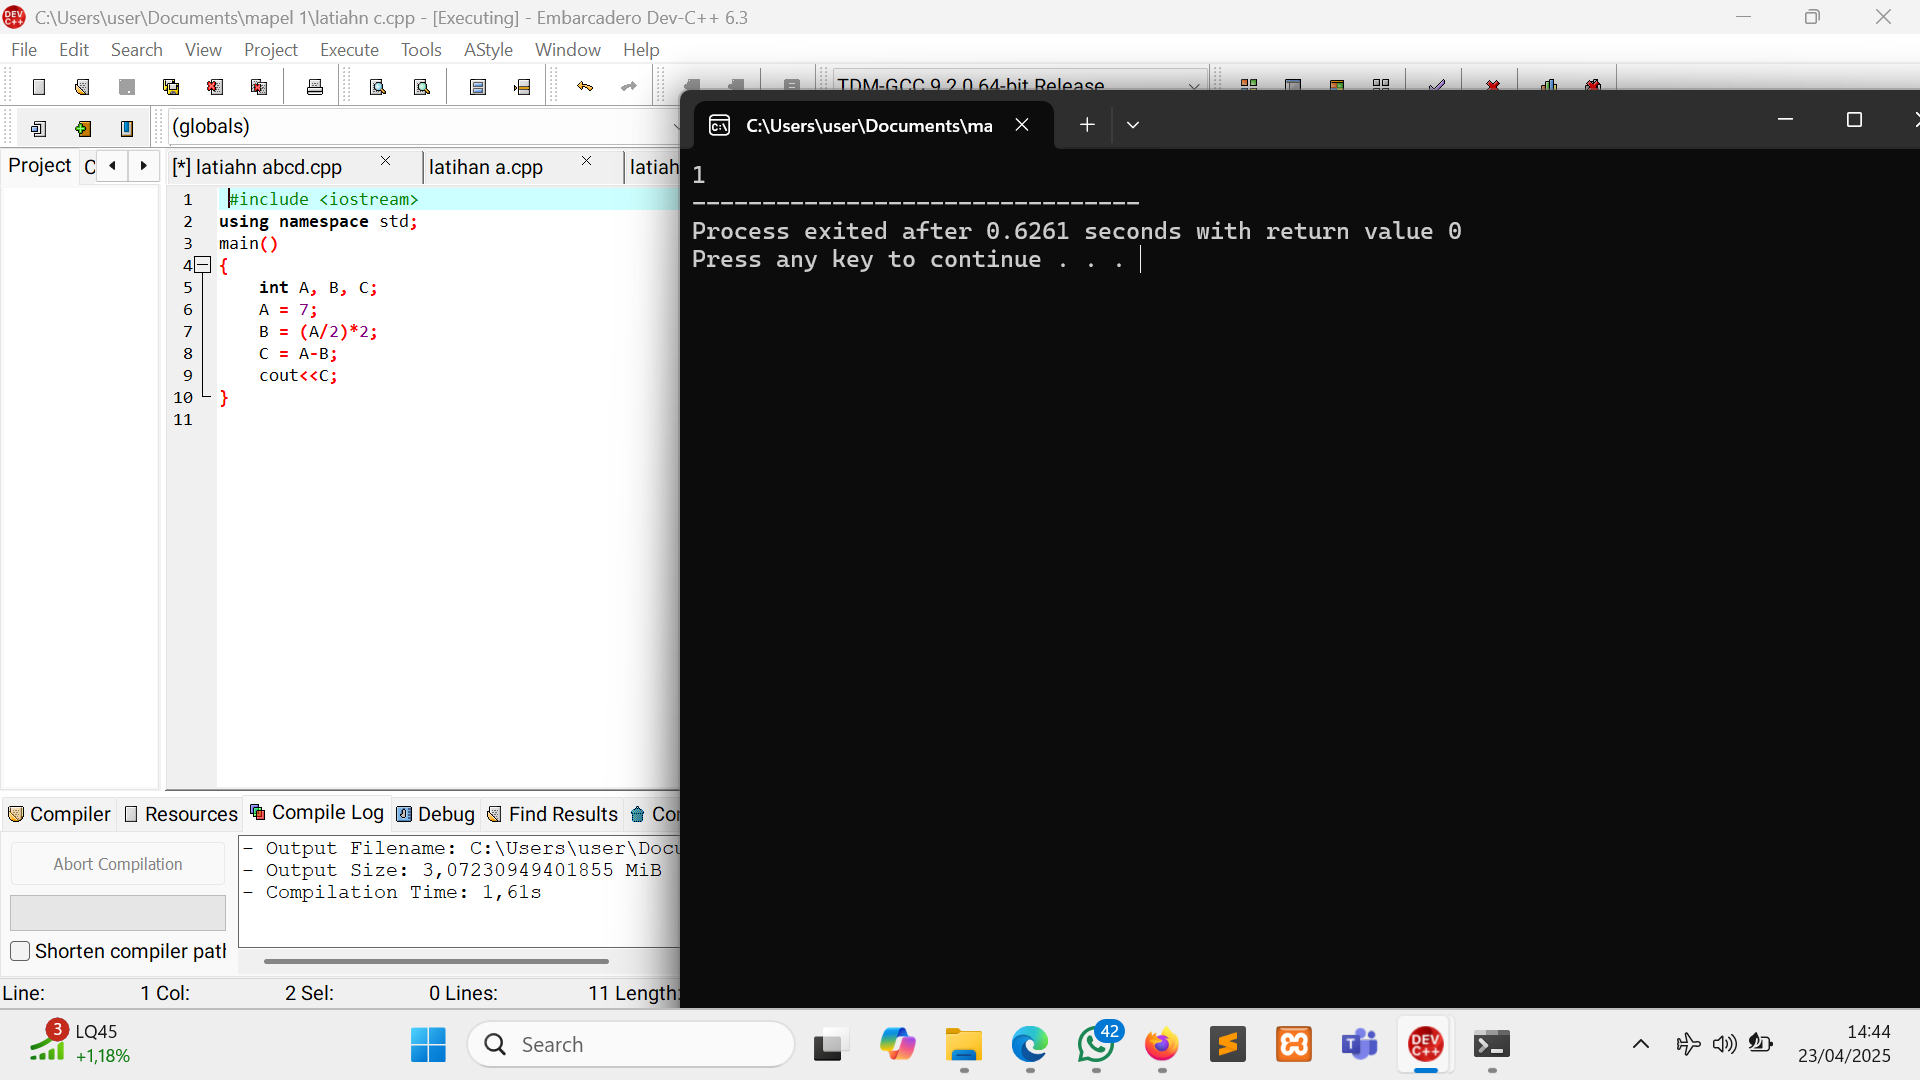 C:\Users\user\Documents\mapel 1\latiahn c.cpp - [Executing] - Embarcadero Dev-C++ 6.3
File Edit Search View Project Execute Tools AStyle Window Help
TDM-GCC 9.2.0 64-bit Release
(globals)
Project C
[*] latiahn abcd.cpp latihan a.cpp latiah
1 #include <iostream>
2 using namespace std;
3 main()
4 {
5 int A, B, C;
6 A = 7;
7 B = (A/2)*2;
8 C = A-B;
9 cout<<C;
10 }
11
C:\Users\user\Documents\ma
1
--------------------------------
Process exited after 0.6261 seconds with return value 0
Press any key to continue . . .
Compiler Resources Compile Log Debug Find Results Con
Abort Compilation
Shorten compiler path
- Output Filename: C:\Users\user\Docu
- Output Size: 3,07230949401855 MiB
- Compilation Time: 1,61s
Line: 1 Col: 2 Sel: 0 Lines: 11 Length:
3
LQ45
+1,18%
Search
42
DEV C++
14:44
23/04/2025